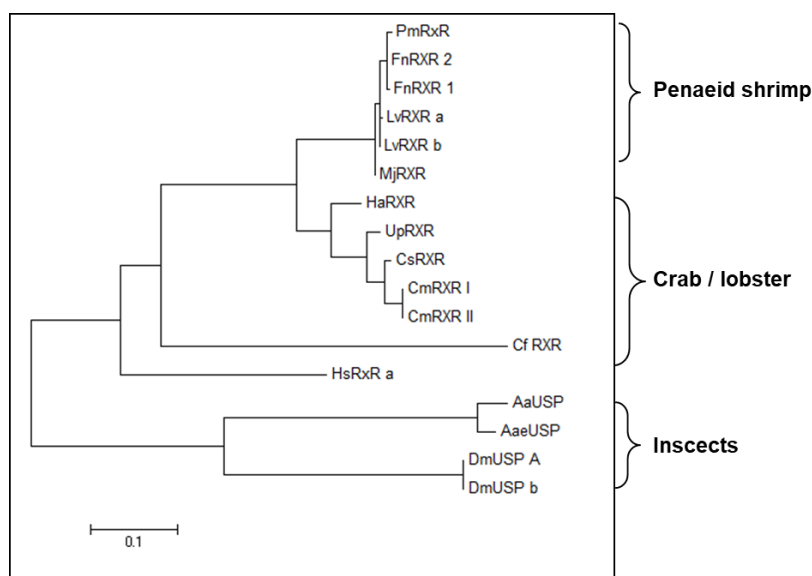 PmRxR
FnRXR 2
FnRXR 1
LvRXR a
LvRXR b
MjRXR
Penaeid shrimp
HaRXR
UpRXR
CsRXR
CmRXR I
CmRXR II
Cf RXR
Crab / lobster
HsRxR a
AaUSP
AaeUSP
DmUSP A
DmUSP b
Inscects
0.1